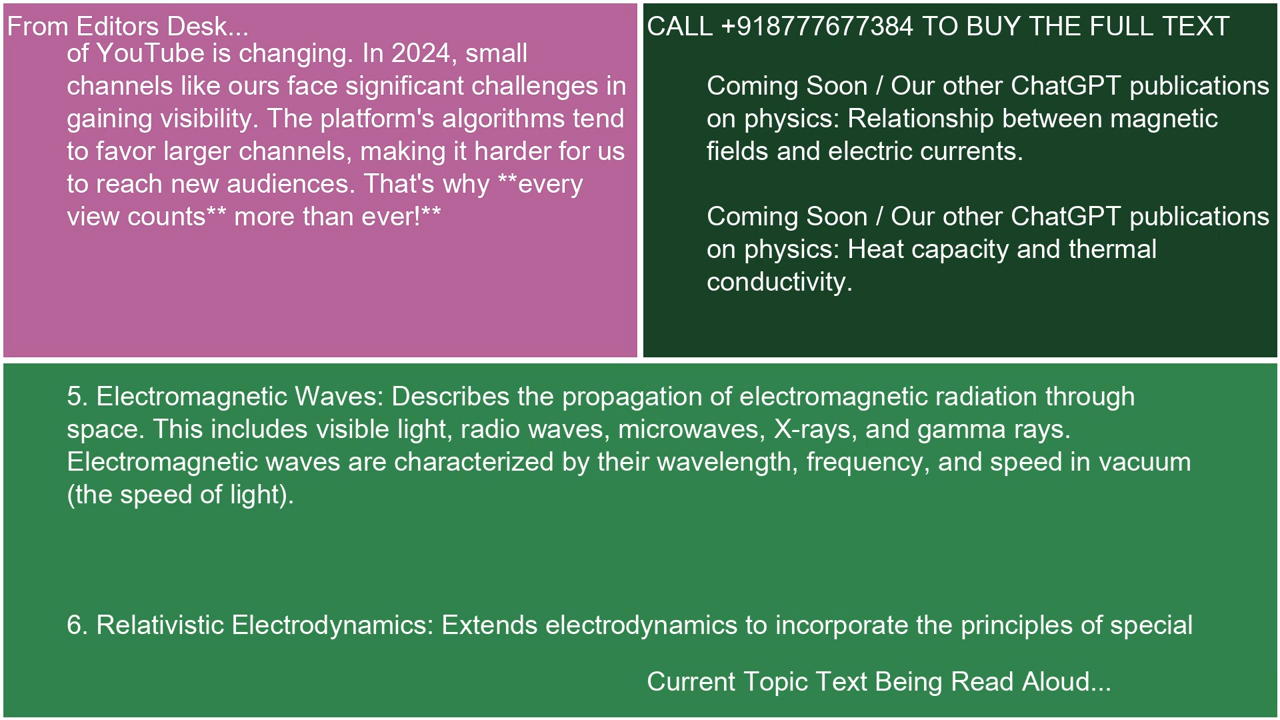 From Editors Desk...
of YouTube is changing. In 2024, small
channels like ours face significant challenges in
gaining visibility. The platform's algorithms tend
to favor larger channels, making it harder for us
to reach new audiences. That's why **every
view counts** more than ever!**
CALL +918777677384 TO BUY THE FULL TEXT
Coming Soon / Our other ChatGPT publications
on physics: Relationship between magnetic
fields and electric currents.
Coming Soon / Our other ChatGPT publications
on physics: Heat capacity and thermal
conductivity.
5. Electromagnetic Waves: Describes the propagation of electromagnetic radiation through
space. This includes visible light, radio waves, microwaves, X-rays, and gamma rays.
Electromagnetic waves are characterized by their wavelength, frequency, and speed in vacuum
(the speed of light).
6. Relativistic Electrodynamics: Extends electrodynamics to incorporate the principles of special
Current Topic Text Being Read Aloud...